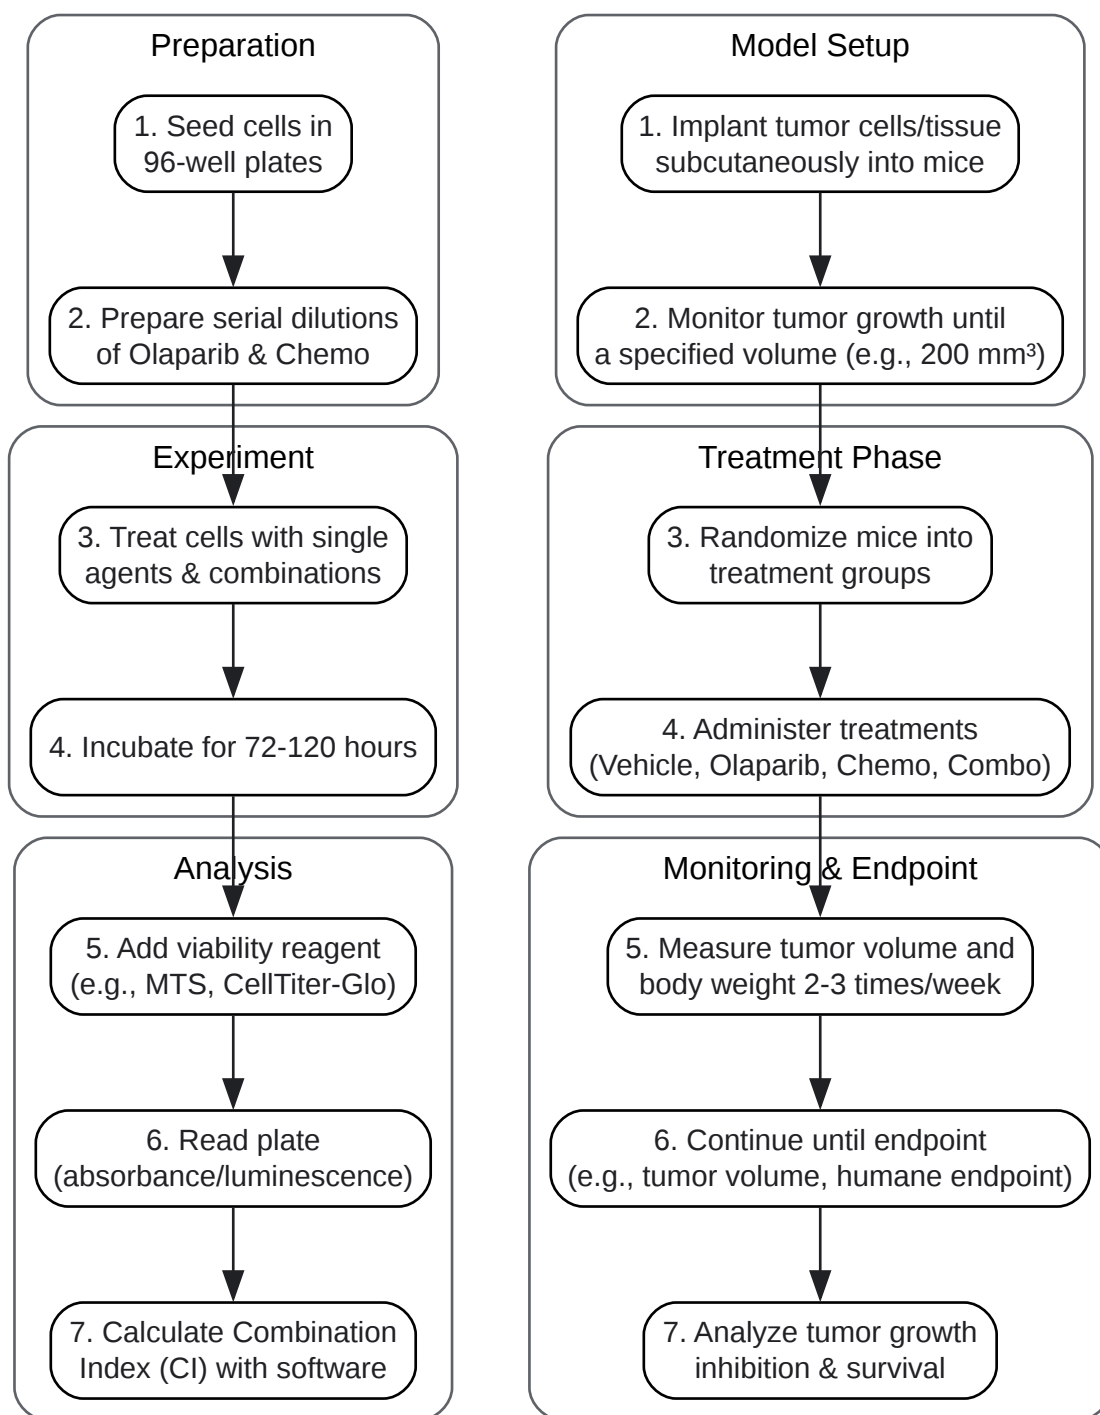 Preparation
1. Seed cells in
96-well plates
2. Prepare serial dilutions
of Olaparib & Chemo
Experiment
3. Treat cells with single
agents & combinations
4. Incubate for 72-120 hours
Analysis
5. Add viability reagent
(e.g., MTS, CellTiter-Glo)
6. Read plate
(absorbance/luminescence)
7. Calculate Combination
Index (CI) with software
Model Setup
1. Implant tumor cells/tissue
subcutaneously into mice
2. Monitor tumor growth until
a specified volume (e.g., 200 mm³)
Treatment Phase
3. Randomize mice into
treatment groups
4. Administer treatments
(Vehicle, Olaparib, Chemo, Combo)
Monitoring & Endpoint
5. Measure tumor volume and
body weight 2-3 times/week
6. Continue until endpoint
(e.g., tumor volume, humane endpoint)
7. Analyze tumor growth
inhibition & survival